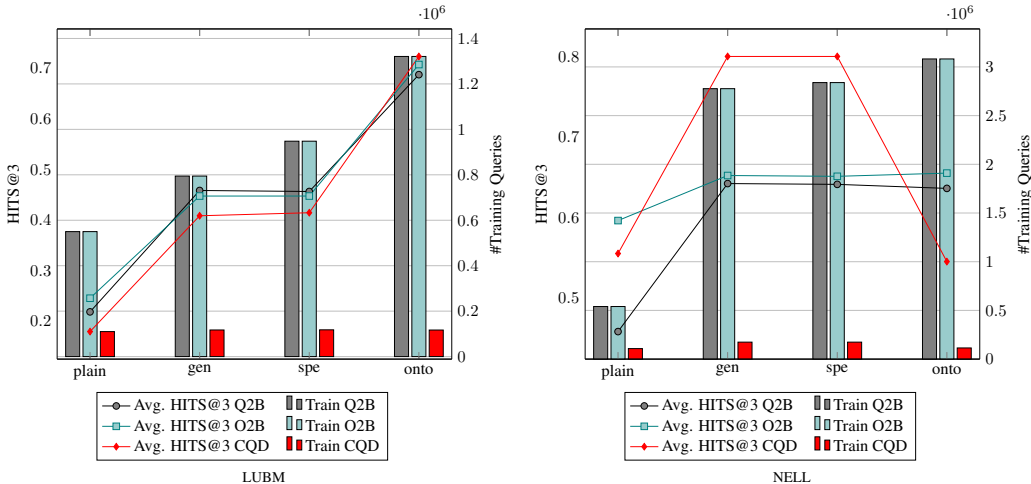 ·10⁶
0.7
0.6
0.5
0.4
0.3
0.2
HITS@3
1.4
1.2
1
0.8
0.6
0.4
0.2
0
#Training Queries
plain gen spe onto
Avg. HITS@3 Q2B Train Q2B
Avg. HITS@3 O2B Train O2B
Avg. HITS@3 CQD Train CQD
LUBM
·10⁶
0.8
0.7
0.6
0.5
HITS@3
3
2.5
2
1.5
1
0.5
0
#Training Queries
plain gen spe onto
Avg. HITS@3 Q2B Train Q2B
Avg. HITS@3 O2B Train O2B
Avg. HITS@3 CQD Train CQD
NELL